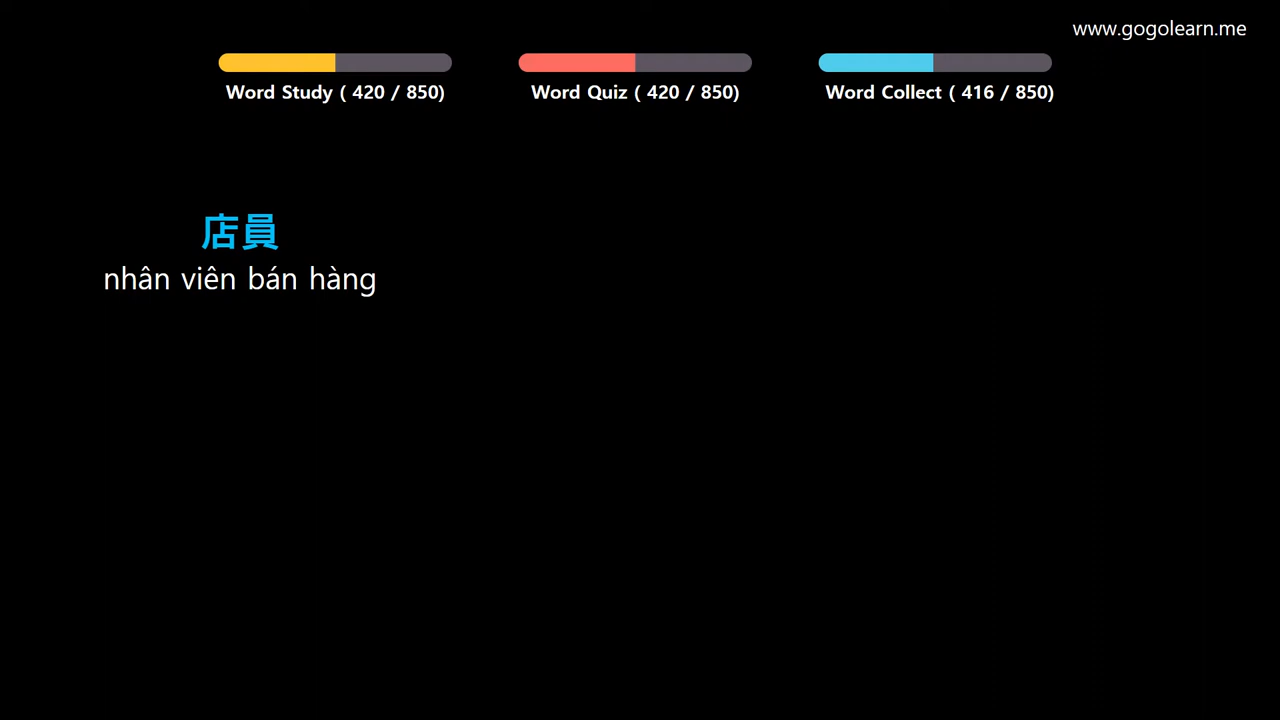 www.gogolearn.me
Word Study ( 420 / 850)
Word Quiz ( 420 / 850)
Word Collect ( 416 / 850)
店員
nhân viên bán hàng